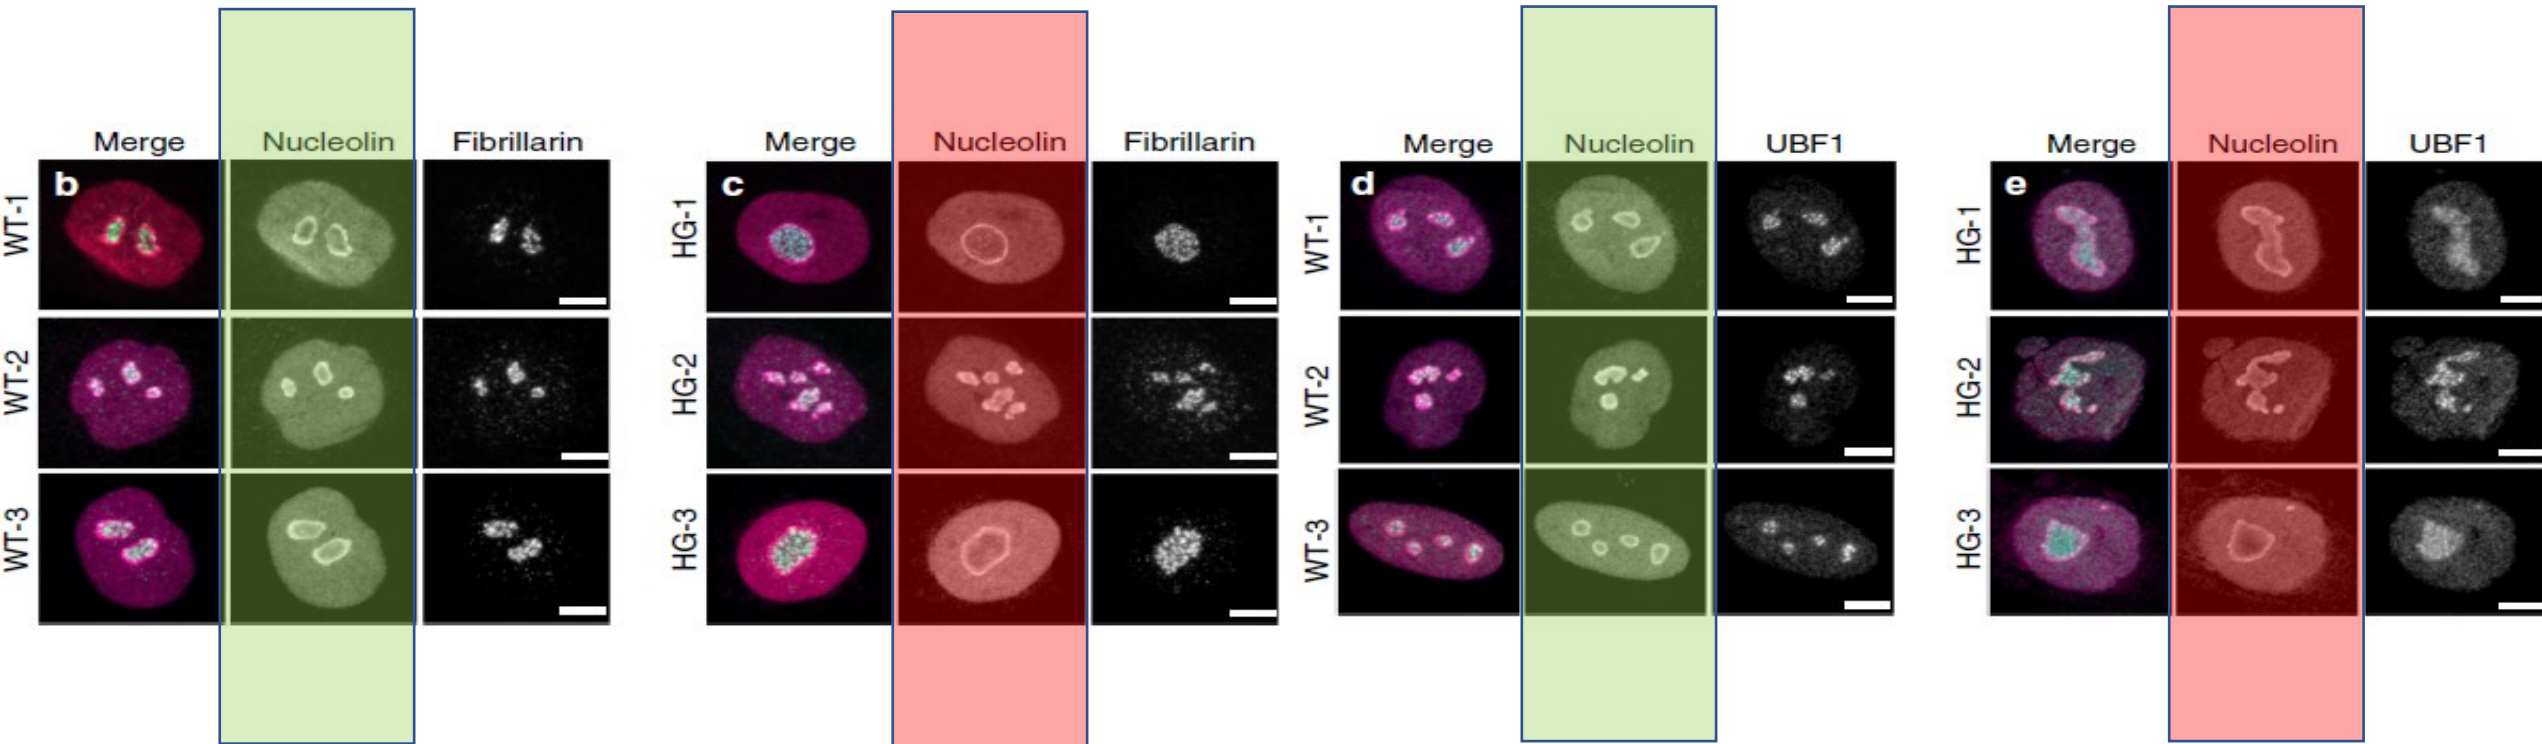 Merge Nucleolin Fibrillarin
b
WT-1
WT-2
WT-3
Merge Nucleolin Fibrillarin
c
HG-1
HG-2
HG-3
Merge Nucleolin UBF1
d
WT-1
WT-2
WT-3
Merge Nucleolin UBF1
e
HG-1
HG-2
HG-3